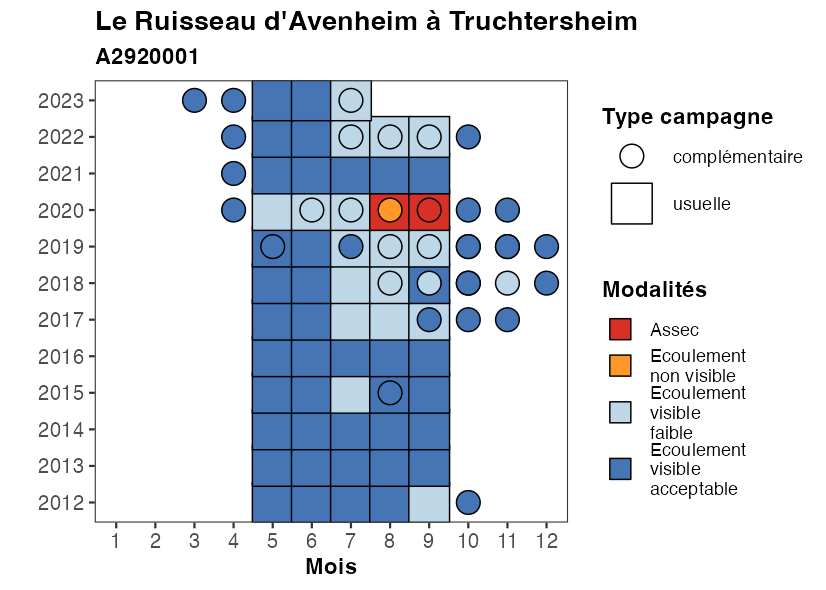 Le Ruisseau d'Avenheim à Truchtersheim
A2920001
2023
2022
2021
2020
2019
2018
2017
2016
2015
2014
2013
2012
1 2 3 4 5 6 7 8 9 10 11 12
Mois
Type campagne
complémentaire
usuelle
Modalités
Assec
Ecoulement
non visible
Ecoulement
visible
faible
Ecoulement
visible
acceptable